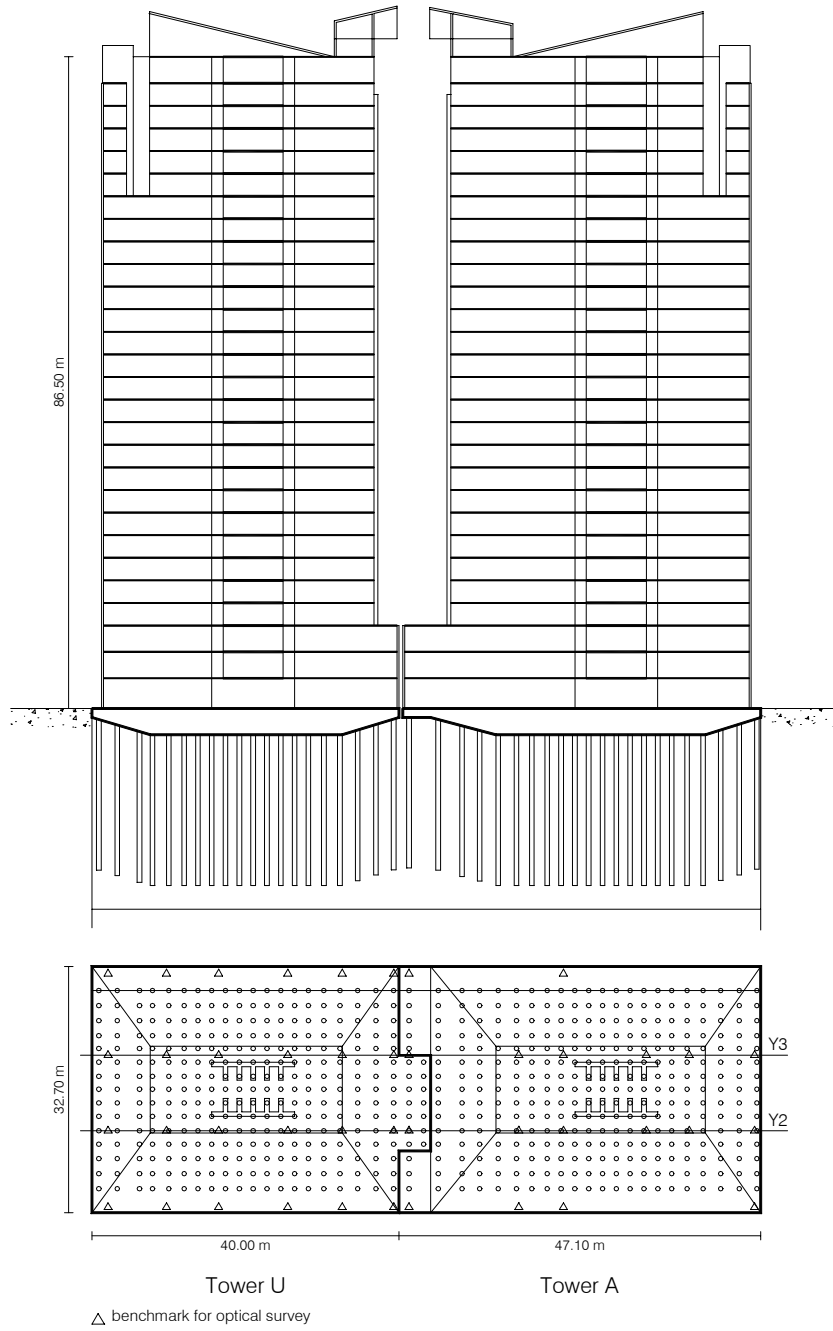 86.50 m
Y3
32.70 m
Y2
40.00 m
47.10 m
Tower U
Tower A
benchmark for optical survey